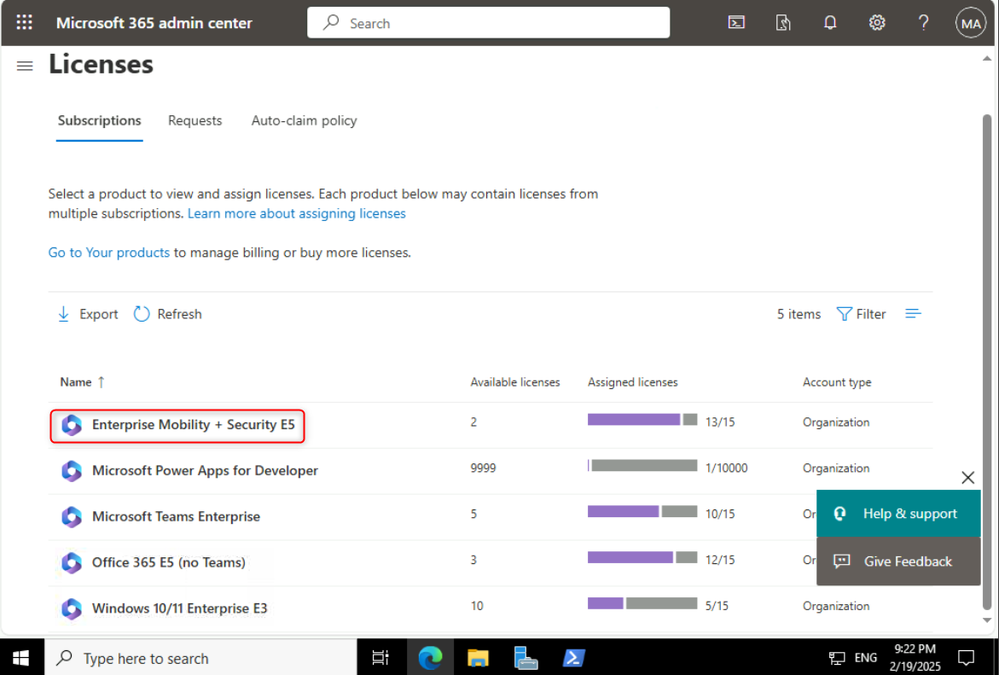 Microsoft 365 admin center
Search
MA
Licenses
Subscriptions Requests Auto-claim policy
Select a product to view and assign licenses. Each product below may contain licenses from
multiple subscriptions. Learn more about assigning licenses
Go to Your products to manage billing or buy more licenses.
Export Refresh 5 items Filter
Name ↑ Available licenses Assigned licenses Account type
Enterprise Mobility + Security E5 2 13/15 Organization
Microsoft Power Apps for Developer 9999 1/10000 Organization
Microsoft Teams Enterprise 5 10/15 Or
Help & support
Office 365 E5 (no Teams) 3 12/15 Or
Give Feedback
Windows 10/11 Enterprise E3 10 5/15 Organization
Type here to search
ENG
9:22 PM
2/19/2025